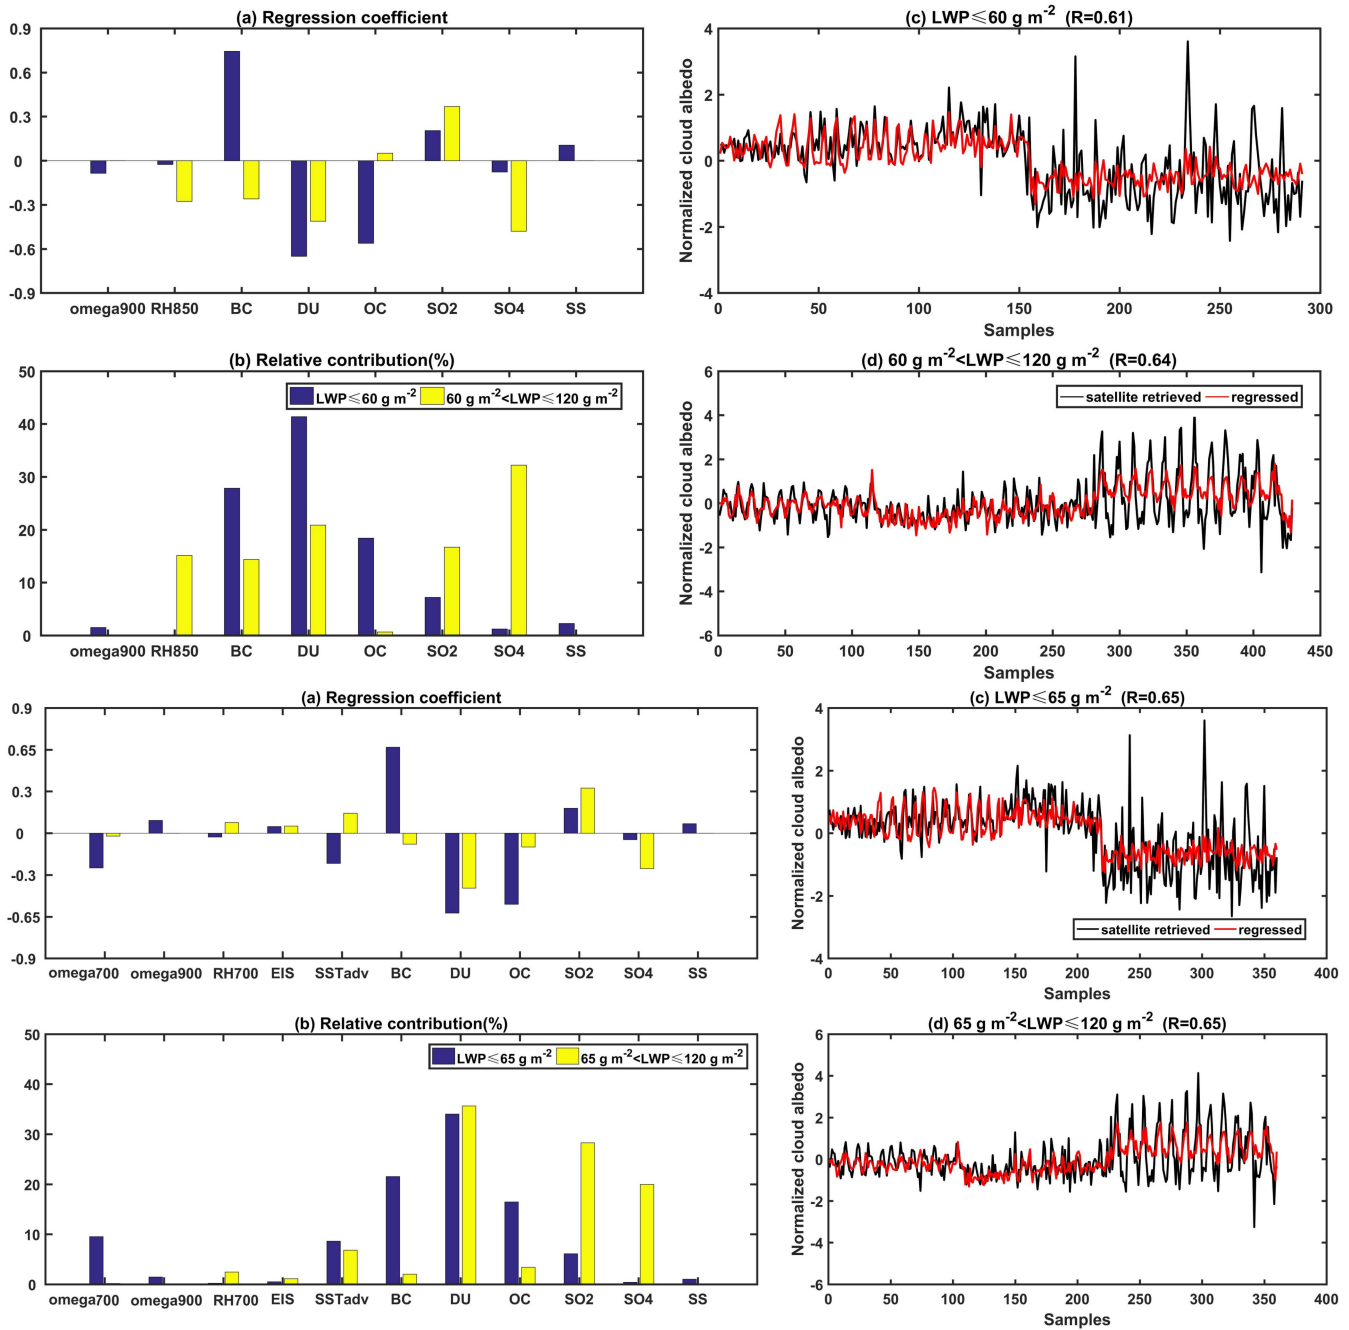 (a) Regression coefficient
0.9
0.6
0.3
0
-0.3
-0.6
-0.9
omega900 RH850 BC DU OC SO2 SO4 SS
(c) LWP≤60 g m-2 (R=0.61)
Normalized cloud albedo
4
2
0
-2
-4
0 50 100 150 200 250 300
Samples
(b) Relative contribution(%)
50
40
30
20
10
0
LWP≤60 g m-2 60 g m-2<LWP≤120 g m-2
omega900 RH850 BC DU OC SO2 SO4 SS
(d) 60 g m-2<LWP≤120 g m-2 (R=0.64)
Normalized cloud albedo
6
4
2
0
-2
-4
-6
satellite retrieved regressed
0 50 100 150 200 250 300 350 400 450
Samples
(a) Regression coefficient
0.9
0.65
0.3
0
-0.3
-0.65
-0.9
omega700 omega900 RH700 EIS SSTadv BC DU OC SO2 SO4 SS
(c) LWP≤65 g m-2 (R=0.65)
Normalized cloud albedo
4
2
0
-2
-4
satellite retrieved regressed
0 50 100 150 200 250 300 350 400
Samples
(b) Relative contribution(%)
50
40
30
20
10
0
LWP≤65 g m-2 65 g m-2<LWP≤120 g m-2
omega700 omega900 RH700 EIS SSTadv BC DU OC SO2 SO4 SS
(d) 65 g m-2<LWP≤120 g m-2 (R=0.65)
Normalized cloud albedo
6
4
2
0
-2
-4
-6
0 50 100 150 200 250 300 350 400
Samples